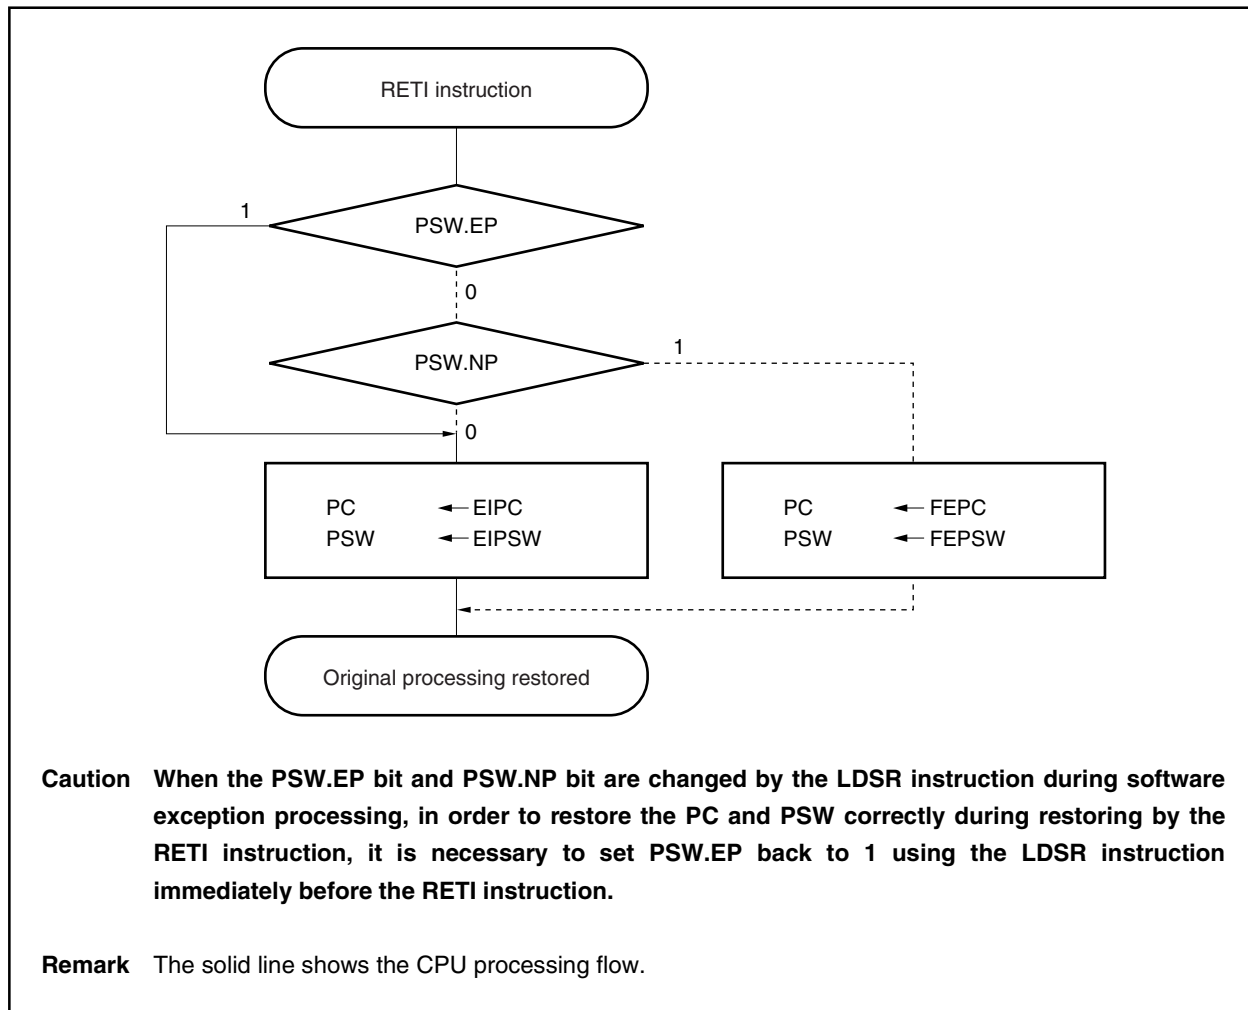 RETI instruction
1
PSW.EP
0
1
PSW.NP
0
PC ← EIPC
PSW ← EIPSW
PC ← FEPC
PSW ← FEPSW
Original processing restored
Caution When the PSW.EP bit and PSW.NP bit are changed by the LDSR instruction during software
exception processing, in order to restore the PC and PSW correctly during restoring by the
RETI instruction, it is necessary to set PSW.EP back to 1 using the LDSR instruction
immediately before the RETI instruction.
Remark The solid line shows the CPU processing flow.